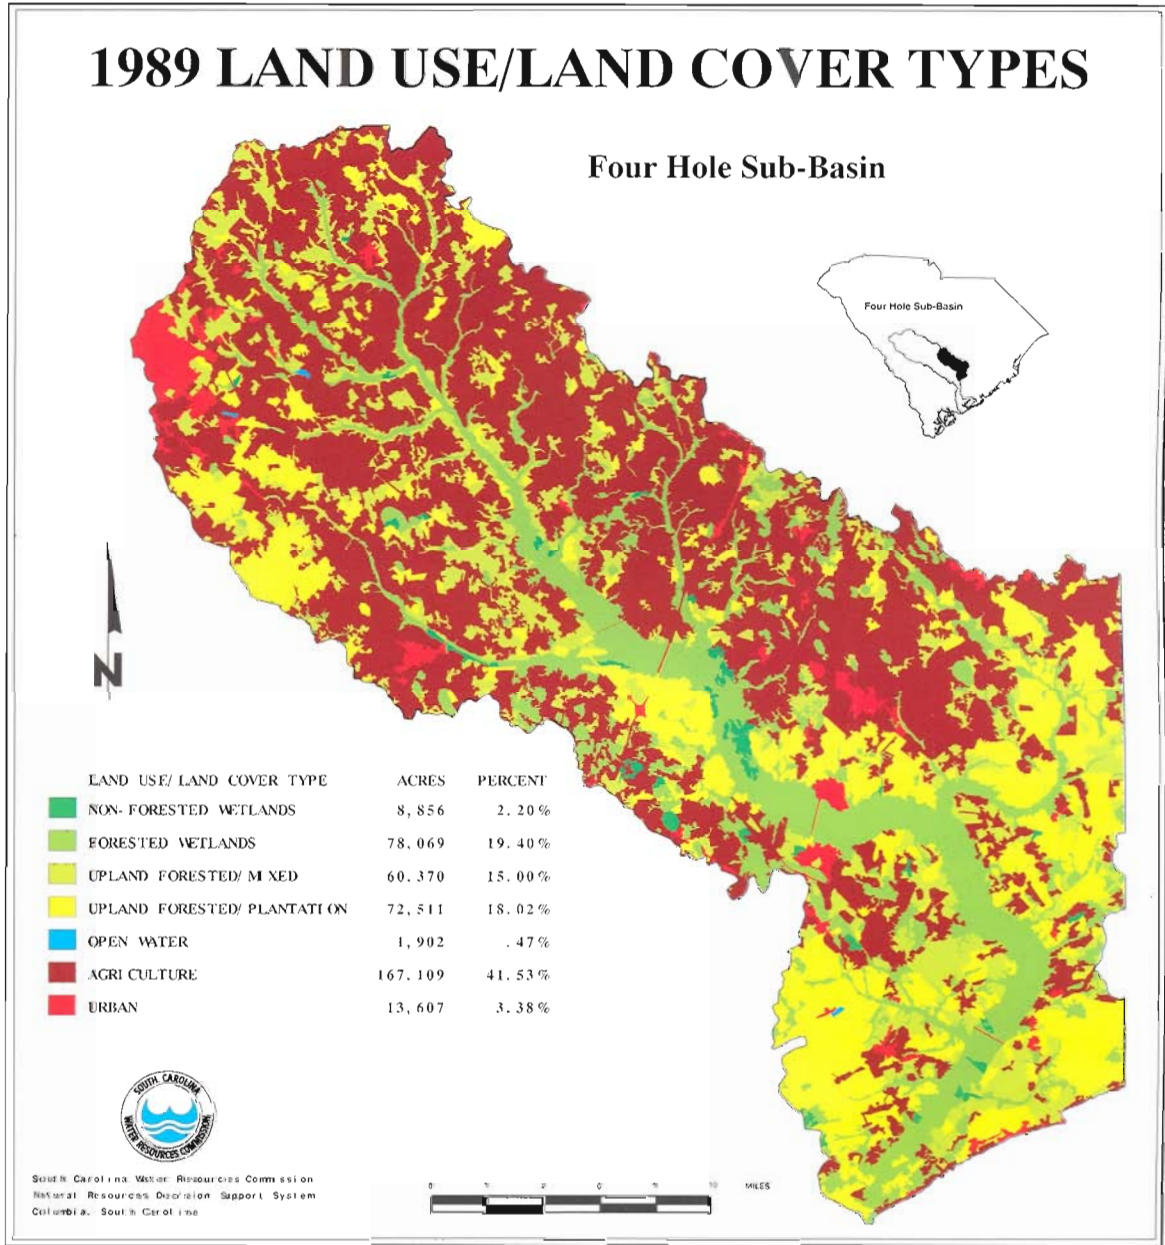 1989 LAND USE/LAND COVER TYPES
Four Hole Sub-Basin
Four Hole Sub-Basin
N
LAND USE/ LAND COVER TYPE ACRES PERCENT
NON- FORESTED WETLANDS 8, 856 2. 20%
FORESTED WETLANDS 78, 069 19. 40%
UPLAND FORESTED/ MIXED 60. 370 15. 00%
UPLAND FORESTED/ PLANTATION 72, 511 18. 02%
OPEN WATER 1, 902 . 47%
AGRICULTURE 167. 109 41. 53%
URBAN 13, 607 3. 38%
SOUTH CAROLINA
WATER RESOURCES COMMISSION
South Carolina Water Resources Commission
Natural Resources Decision Support System
Columbia, South Carolina
0 2 10 MILES